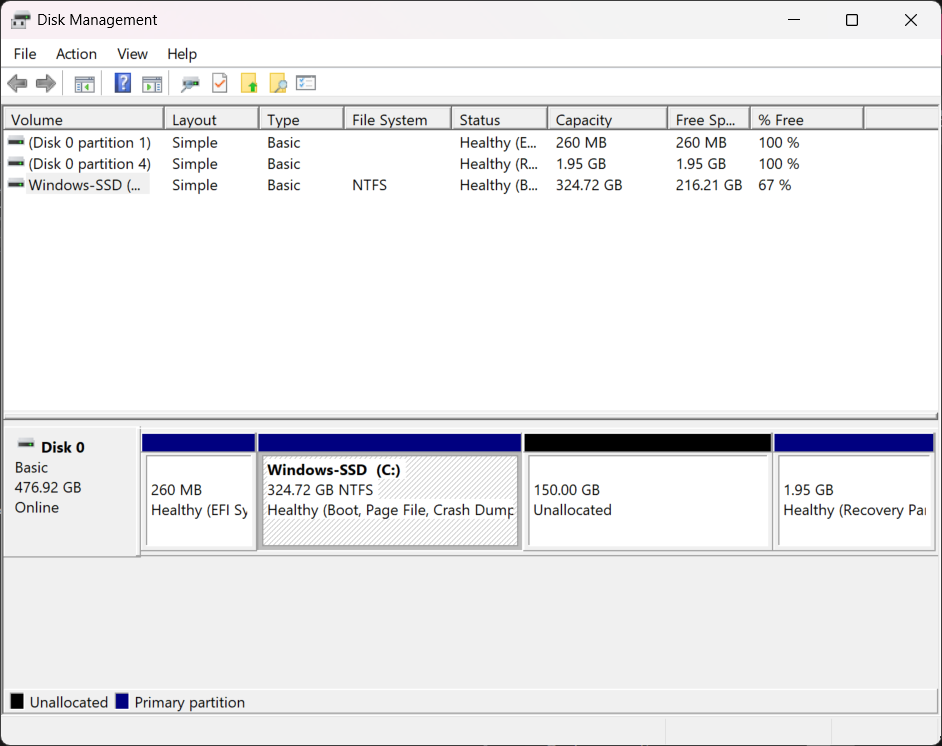 Disk Management
File Action View Help
Volume Layout Type File System Status Capacity Free Sp... % Free
(Disk 0 partition 1) Simple Basic Healthy (E... 260 MB 260 MB 100 %
(Disk 0 partition 4) Simple Basic Healthy (R... 1.95 GB 1.95 GB 100 %
Windows-SSD (... Simple Basic NTFS Healthy (B... 324.72 GB 216.21 GB 67 %
Disk 0
Basic
476.92 GB
Online
260 MB
Healthy (EFI Sy
Windows-SSD (C:)
324.72 GB NTFS
Healthy (Boot, Page File, Crash Dump
150.00 GB
Unallocated
1.95 GB
Healthy (Recovery Par
Unallocated Primary partition